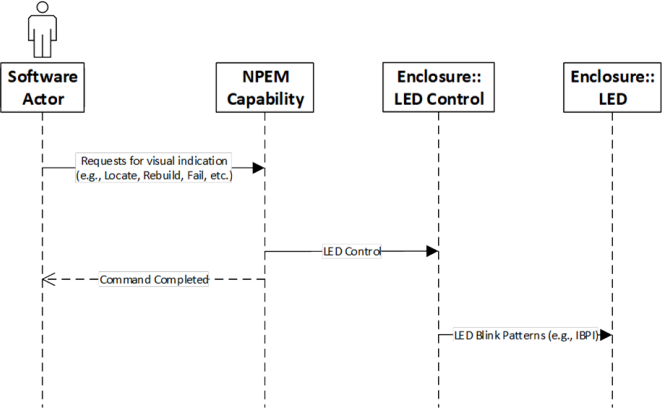 Software
Actor
NPEM
Capability
Enclosure::
LED Control
Enclosure::
LED
Requests for visual indication
(e.g., Locate, Rebuild, Fail, etc.)
LED Control
Command Completed
LED Blink Patterns (e.g., IBPI)